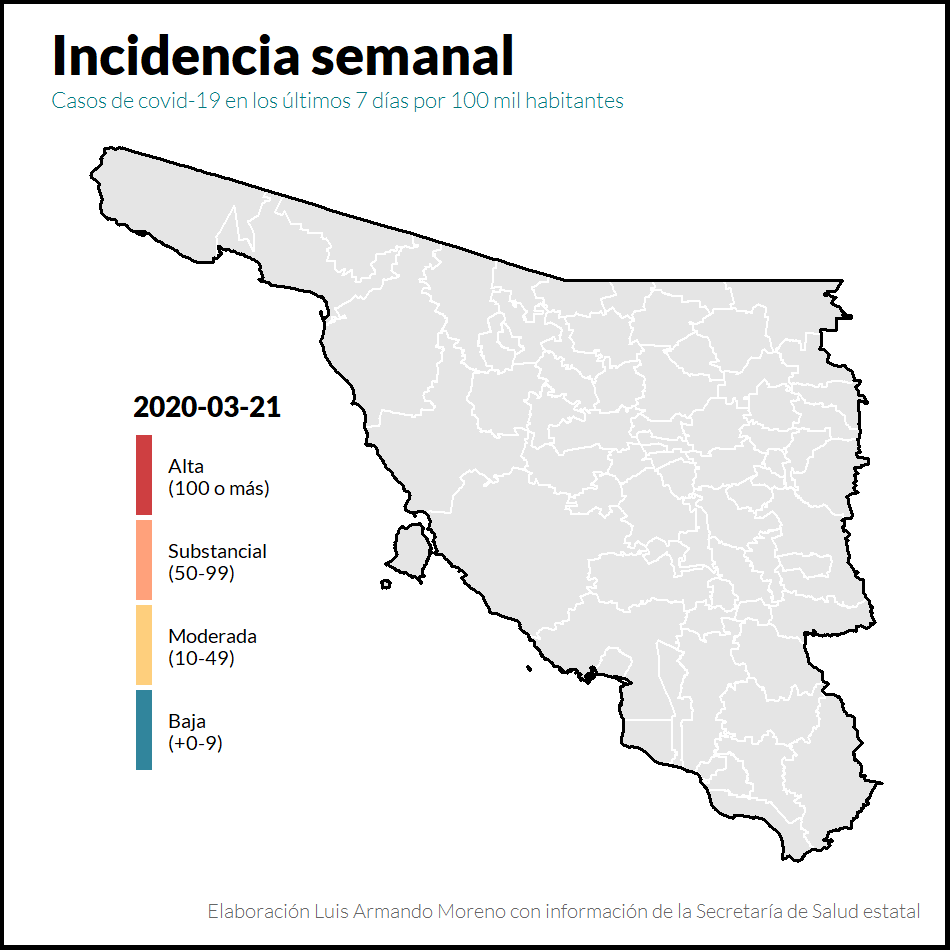 Incidencia semanal
Casos de covid-19 en los últimos 7 días por 100 mil habitantes
2020-03-21
Alta
(100 o más)
Substancial
(50-99)
Moderada
(10-49)
Baja
(+0-9)
Elaboración Luis Armando Moreno con información de la Secretaría de Salud estatal